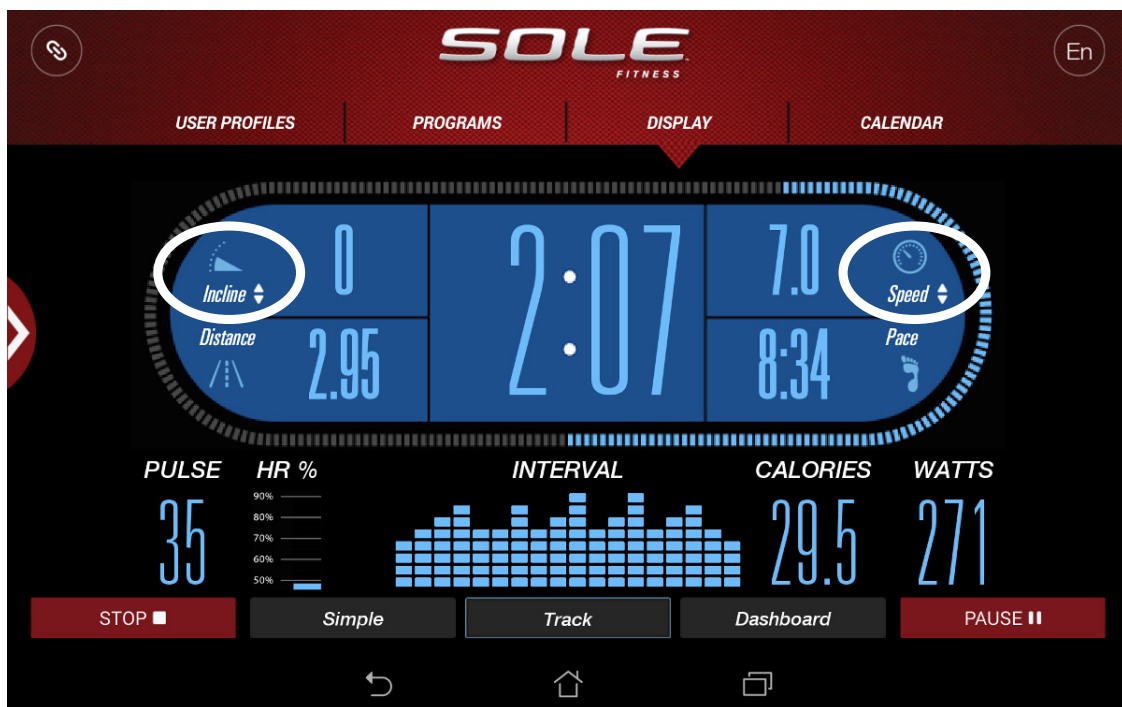 SOLE
FITNESS
En
USER PROFILES
PROGRAMS
DISPLAY
CALENDAR
Incline
0
2:07
7.0
Speed
Distance
2.95
8:34
Pace
PULSE
HR %
INTERVAL
CALORIES
WATTS
35
90%
80%
70%
60%
50%
29.5
271
STOP
Simple
Track
Dashboard
PAUSE